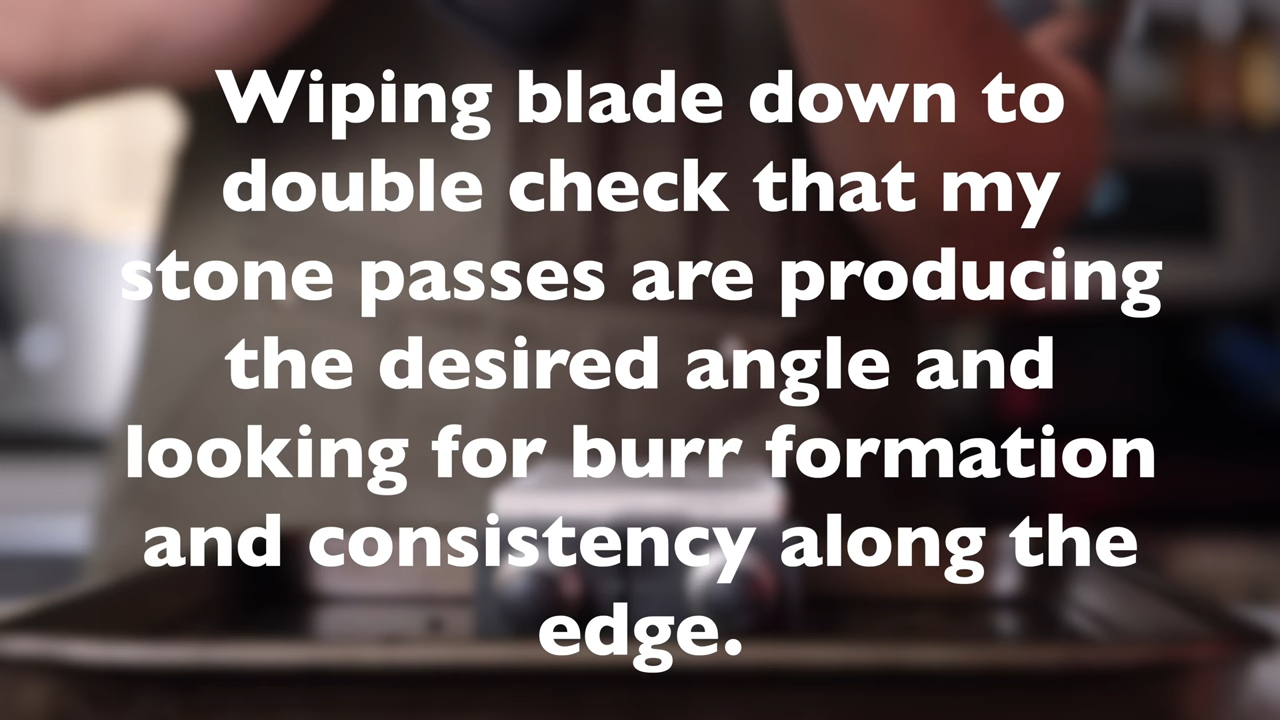 Wiping blade down to
double check that my
stone passes are producing
the desired angle and
looking for burr formation
and consistency along the
edge.